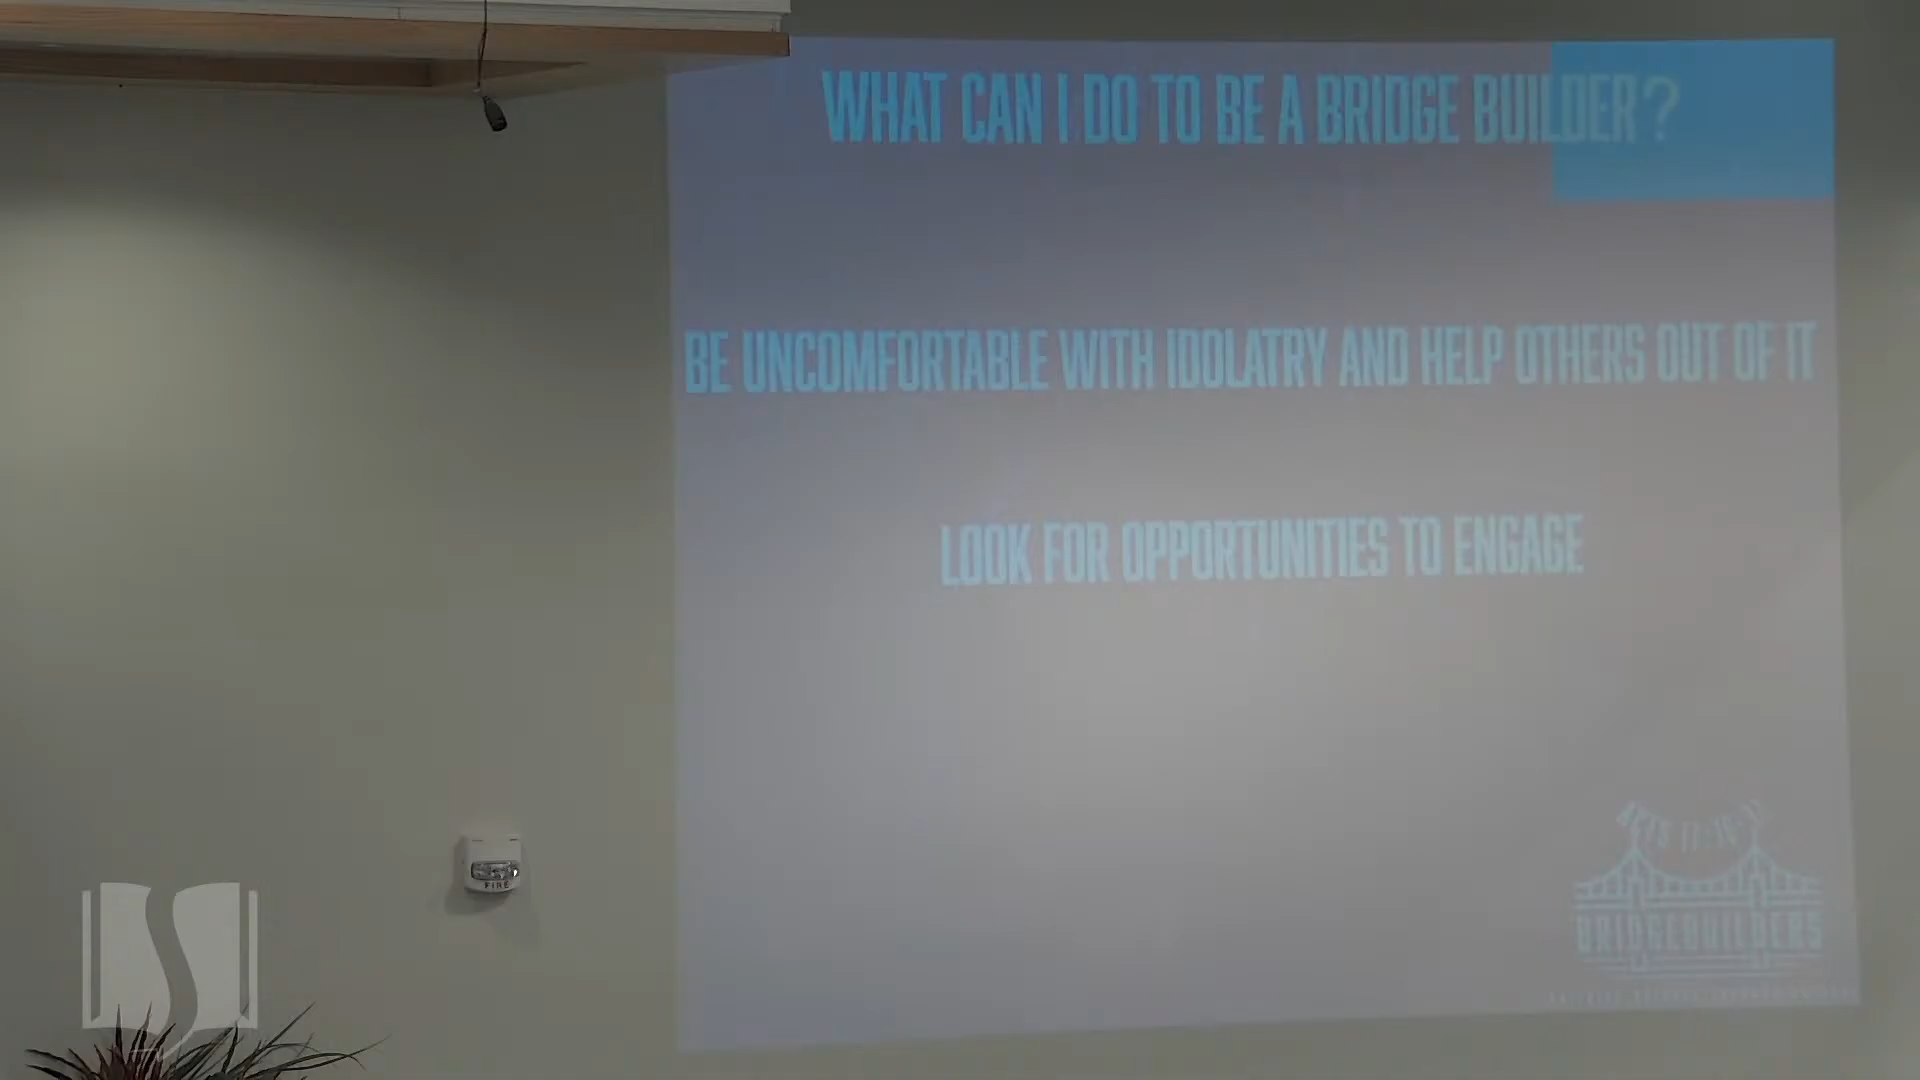 WHAT CAN I DO TO BE A BRIDGE BUILDER?
BE UNCOMFORTABLE WITH IDOLATRY AND HELP OTHERS OUT OF IT
LOOK FOR OPPORTUNITIES TO ENGAGE
FIRE
ACTS
BRIDGEBUILDERS